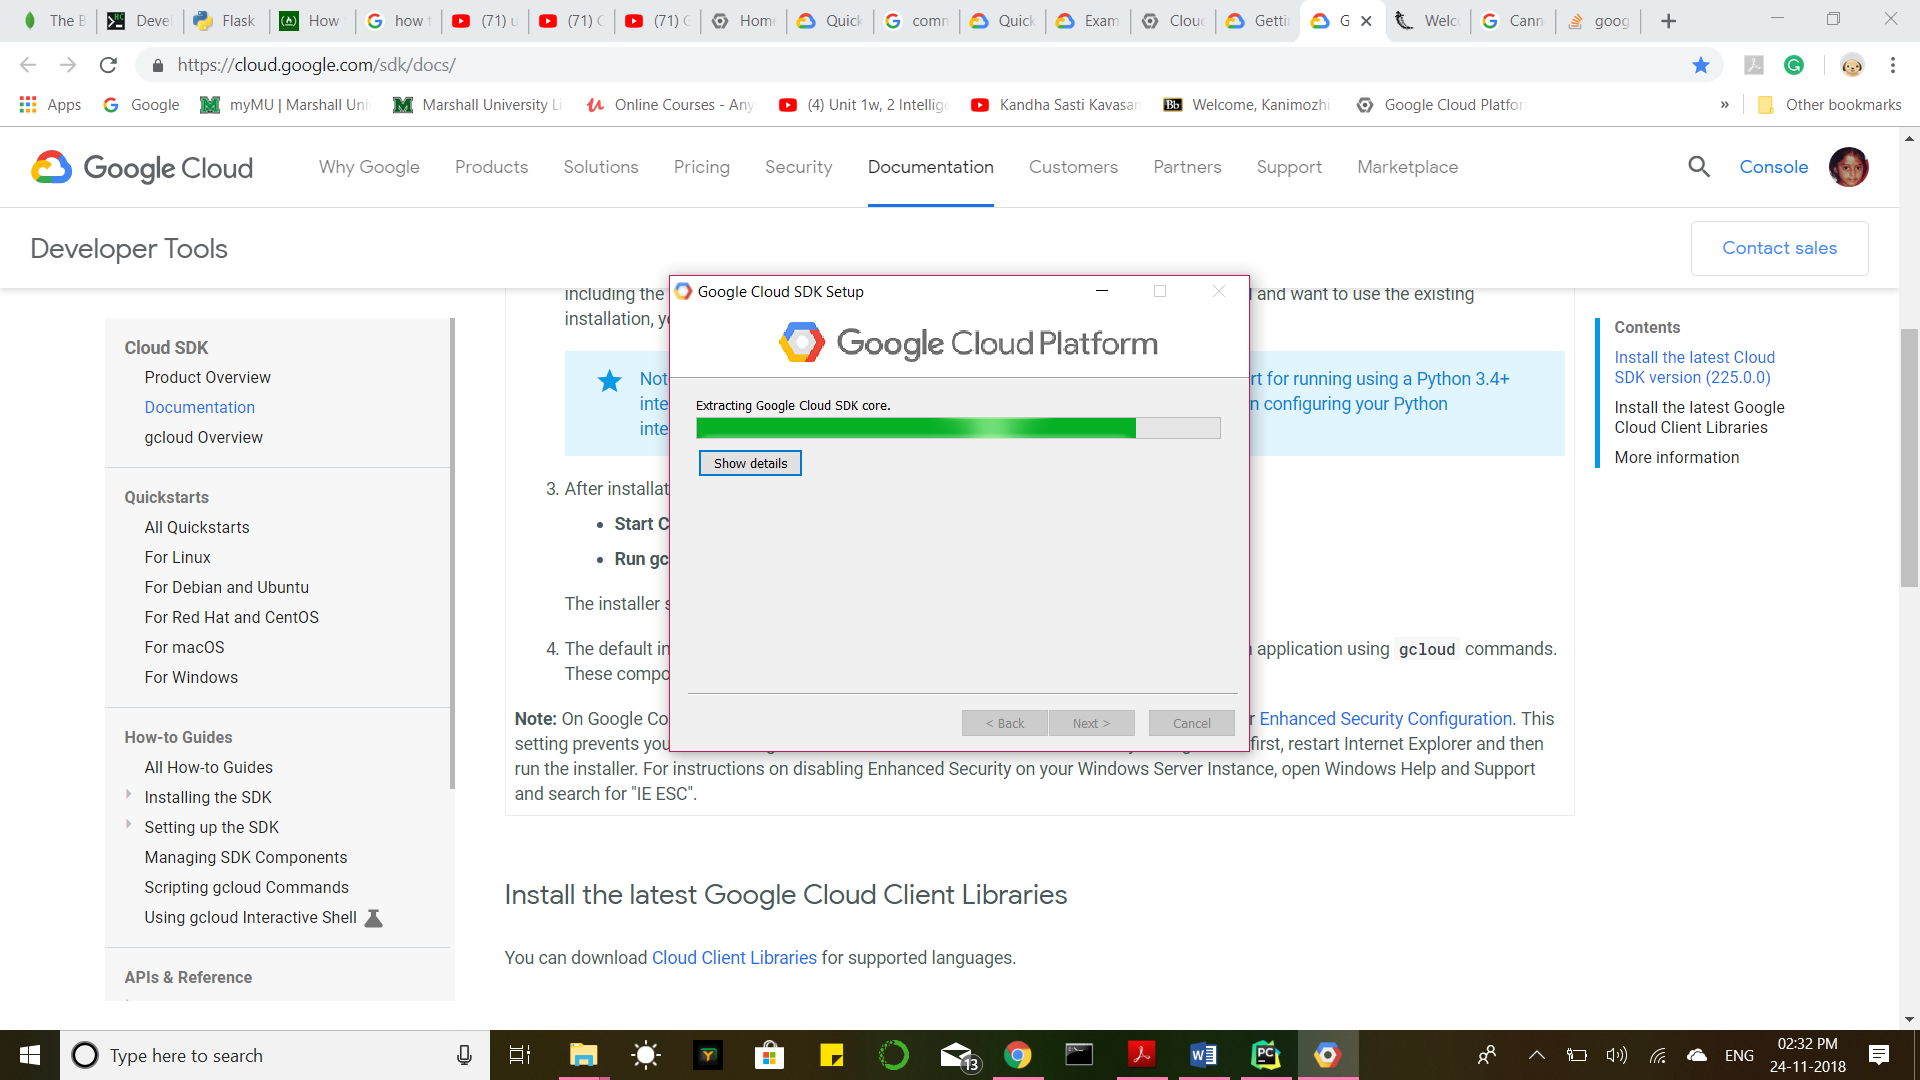 The B
Devel
Flask
How
how t
(71) u
(71) C
(71) C
Home
Quick
comm
Quick
Exam
Cloud
Gettin
G
Welc
Cann
goog
https://cloud.google.com/sdk/docs/
Apps
Google
myMU | Marshall Uni
Marshall University Li
Online Courses - Any
(4) Unit 1w, 2 Intellige
Kandha Sasti Kavasam
Bb Welcome, Kanimozhi
Google Cloud Platfor
»
Other bookmarks
Google Cloud
Why Google
Products
Solutions
Pricing
Security
Documentation
Customers
Partners
Support
Marketplace
Console
Developer Tools
Contact sales
Cloud SDK
Product Overview
Documentation
gcloud Overview
Quickstarts
All Quickstarts
For Linux
For Debian and Ubuntu
For Red Hat and CentOS
For macOS
For Windows
How-to Guides
All How-to Guides
Installing the SDK
Setting up the SDK
Managing SDK Components
Scripting gcloud Commands
Using gcloud Interactive Shell
APIs & Reference
including the
and want to use the existing
installation, y
Not
rt for running using a Python 3.4+
inte
n configuring your Python
inte
3. After installat
• Start C
• Run gc
The installer s
4. The default in
application using gcloud commands.
These compo
Note: On Google Co
r Enhanced Security Configuration. This
setting prevents you
first, restart Internet Explorer and then
run the installer. For instructions on disabling Enhanced Security on your Windows Server Instance, open Windows Help and Support
and search for "IE ESC".
Install the latest Google Cloud Client Libraries
You can download Cloud Client Libraries for supported languages.
Google Cloud SDK Setup
Google Cloud Platform
Extracting Google Cloud SDK core.
Show details
< Back
Next >
Cancel
Contents
Install the latest Cloud
SDK version (225.0.0)
Install the latest Google
Cloud Client Libraries
More information
Type here to search
13
PC
ENG
02:32 PM
24-11-2018